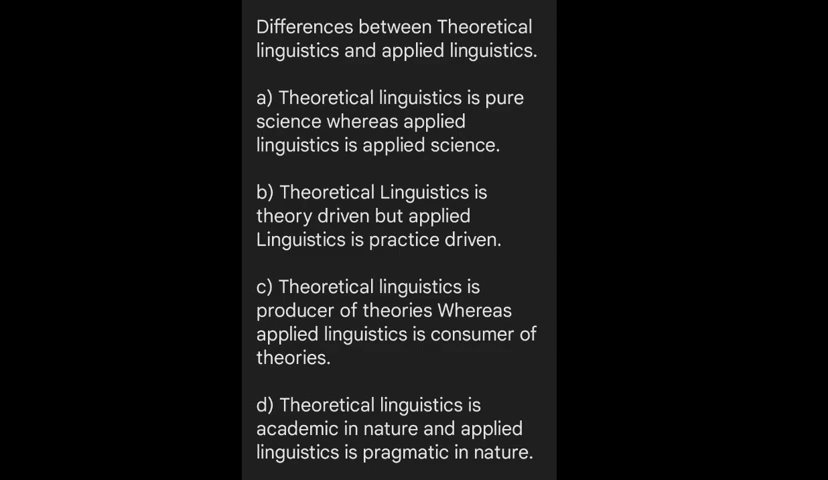 Differences between Theoretical
linguistics and applied linguistics.
a) Theoretical linguistics is pure
science whereas applied
linguistics is applied science.
b) Theoretical Linguistics is
theory driven but applied
Linguistics is practice driven.
c) Theoretical linguistics is
producer of theories Whereas
applied linguistics is consumer of
theories.
d) Theoretical linguistics is
academic in nature and applied
linguistics is pragmatic in nature.